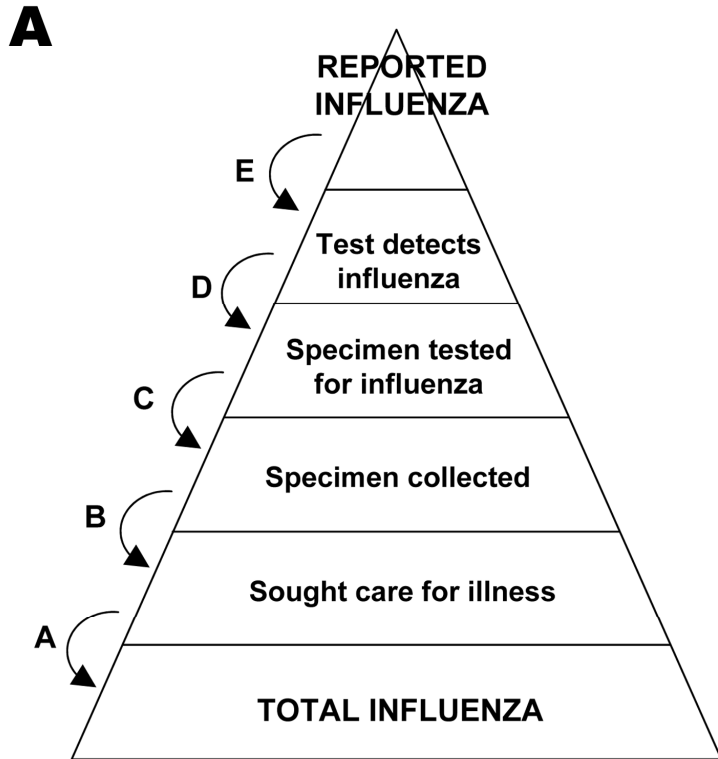 A
REPORTED
INFLUENZA
E
Test detects
influenza
D
Specimen tested
for influenza
C
Specimen collected
B
Sought care for illness
A
TOTAL INFLUENZA